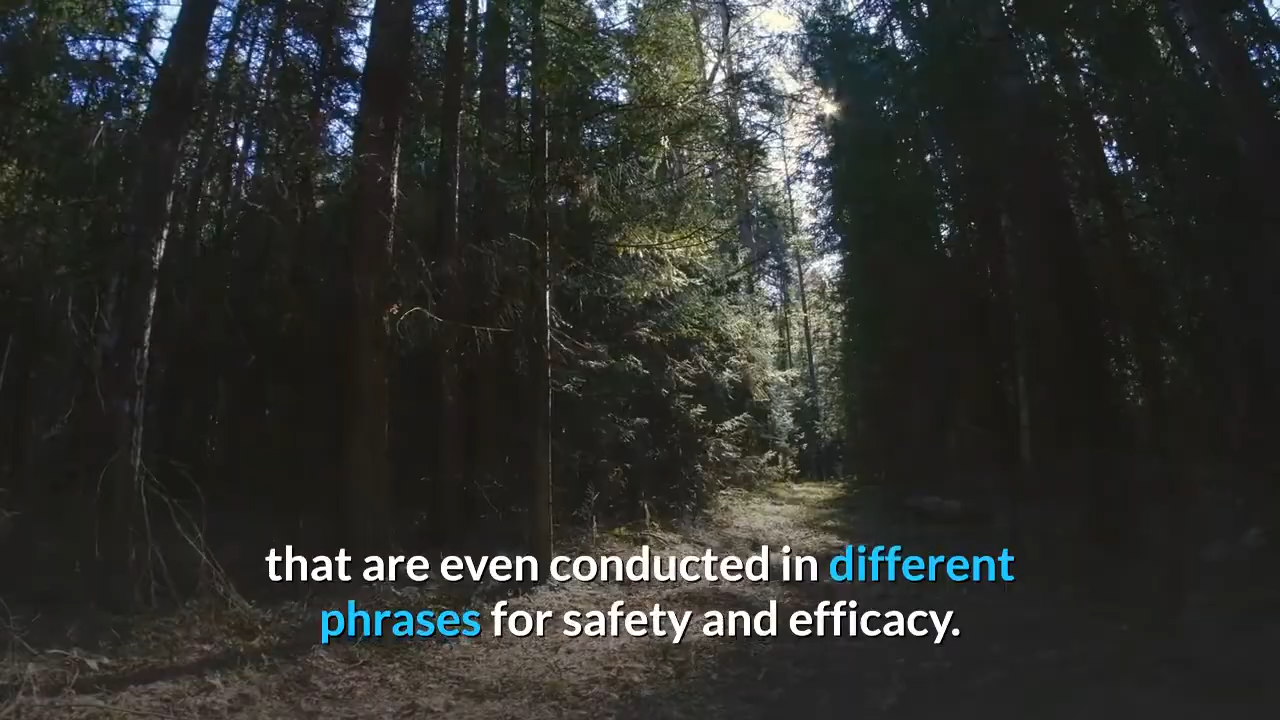 that are even conducted in different
phrases for safety and efficacy.